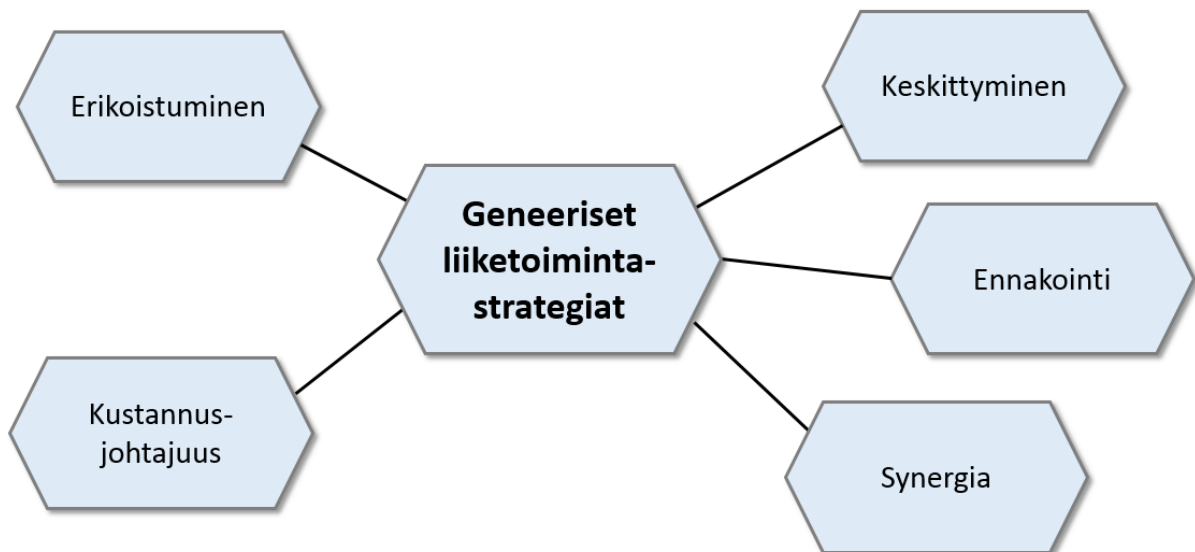 Erikoistuminen
Keskittyminen
Geneeriset
liiketoiminta-
strategiat
Ennakointi
Kustannus-
johtajuus
Synergia